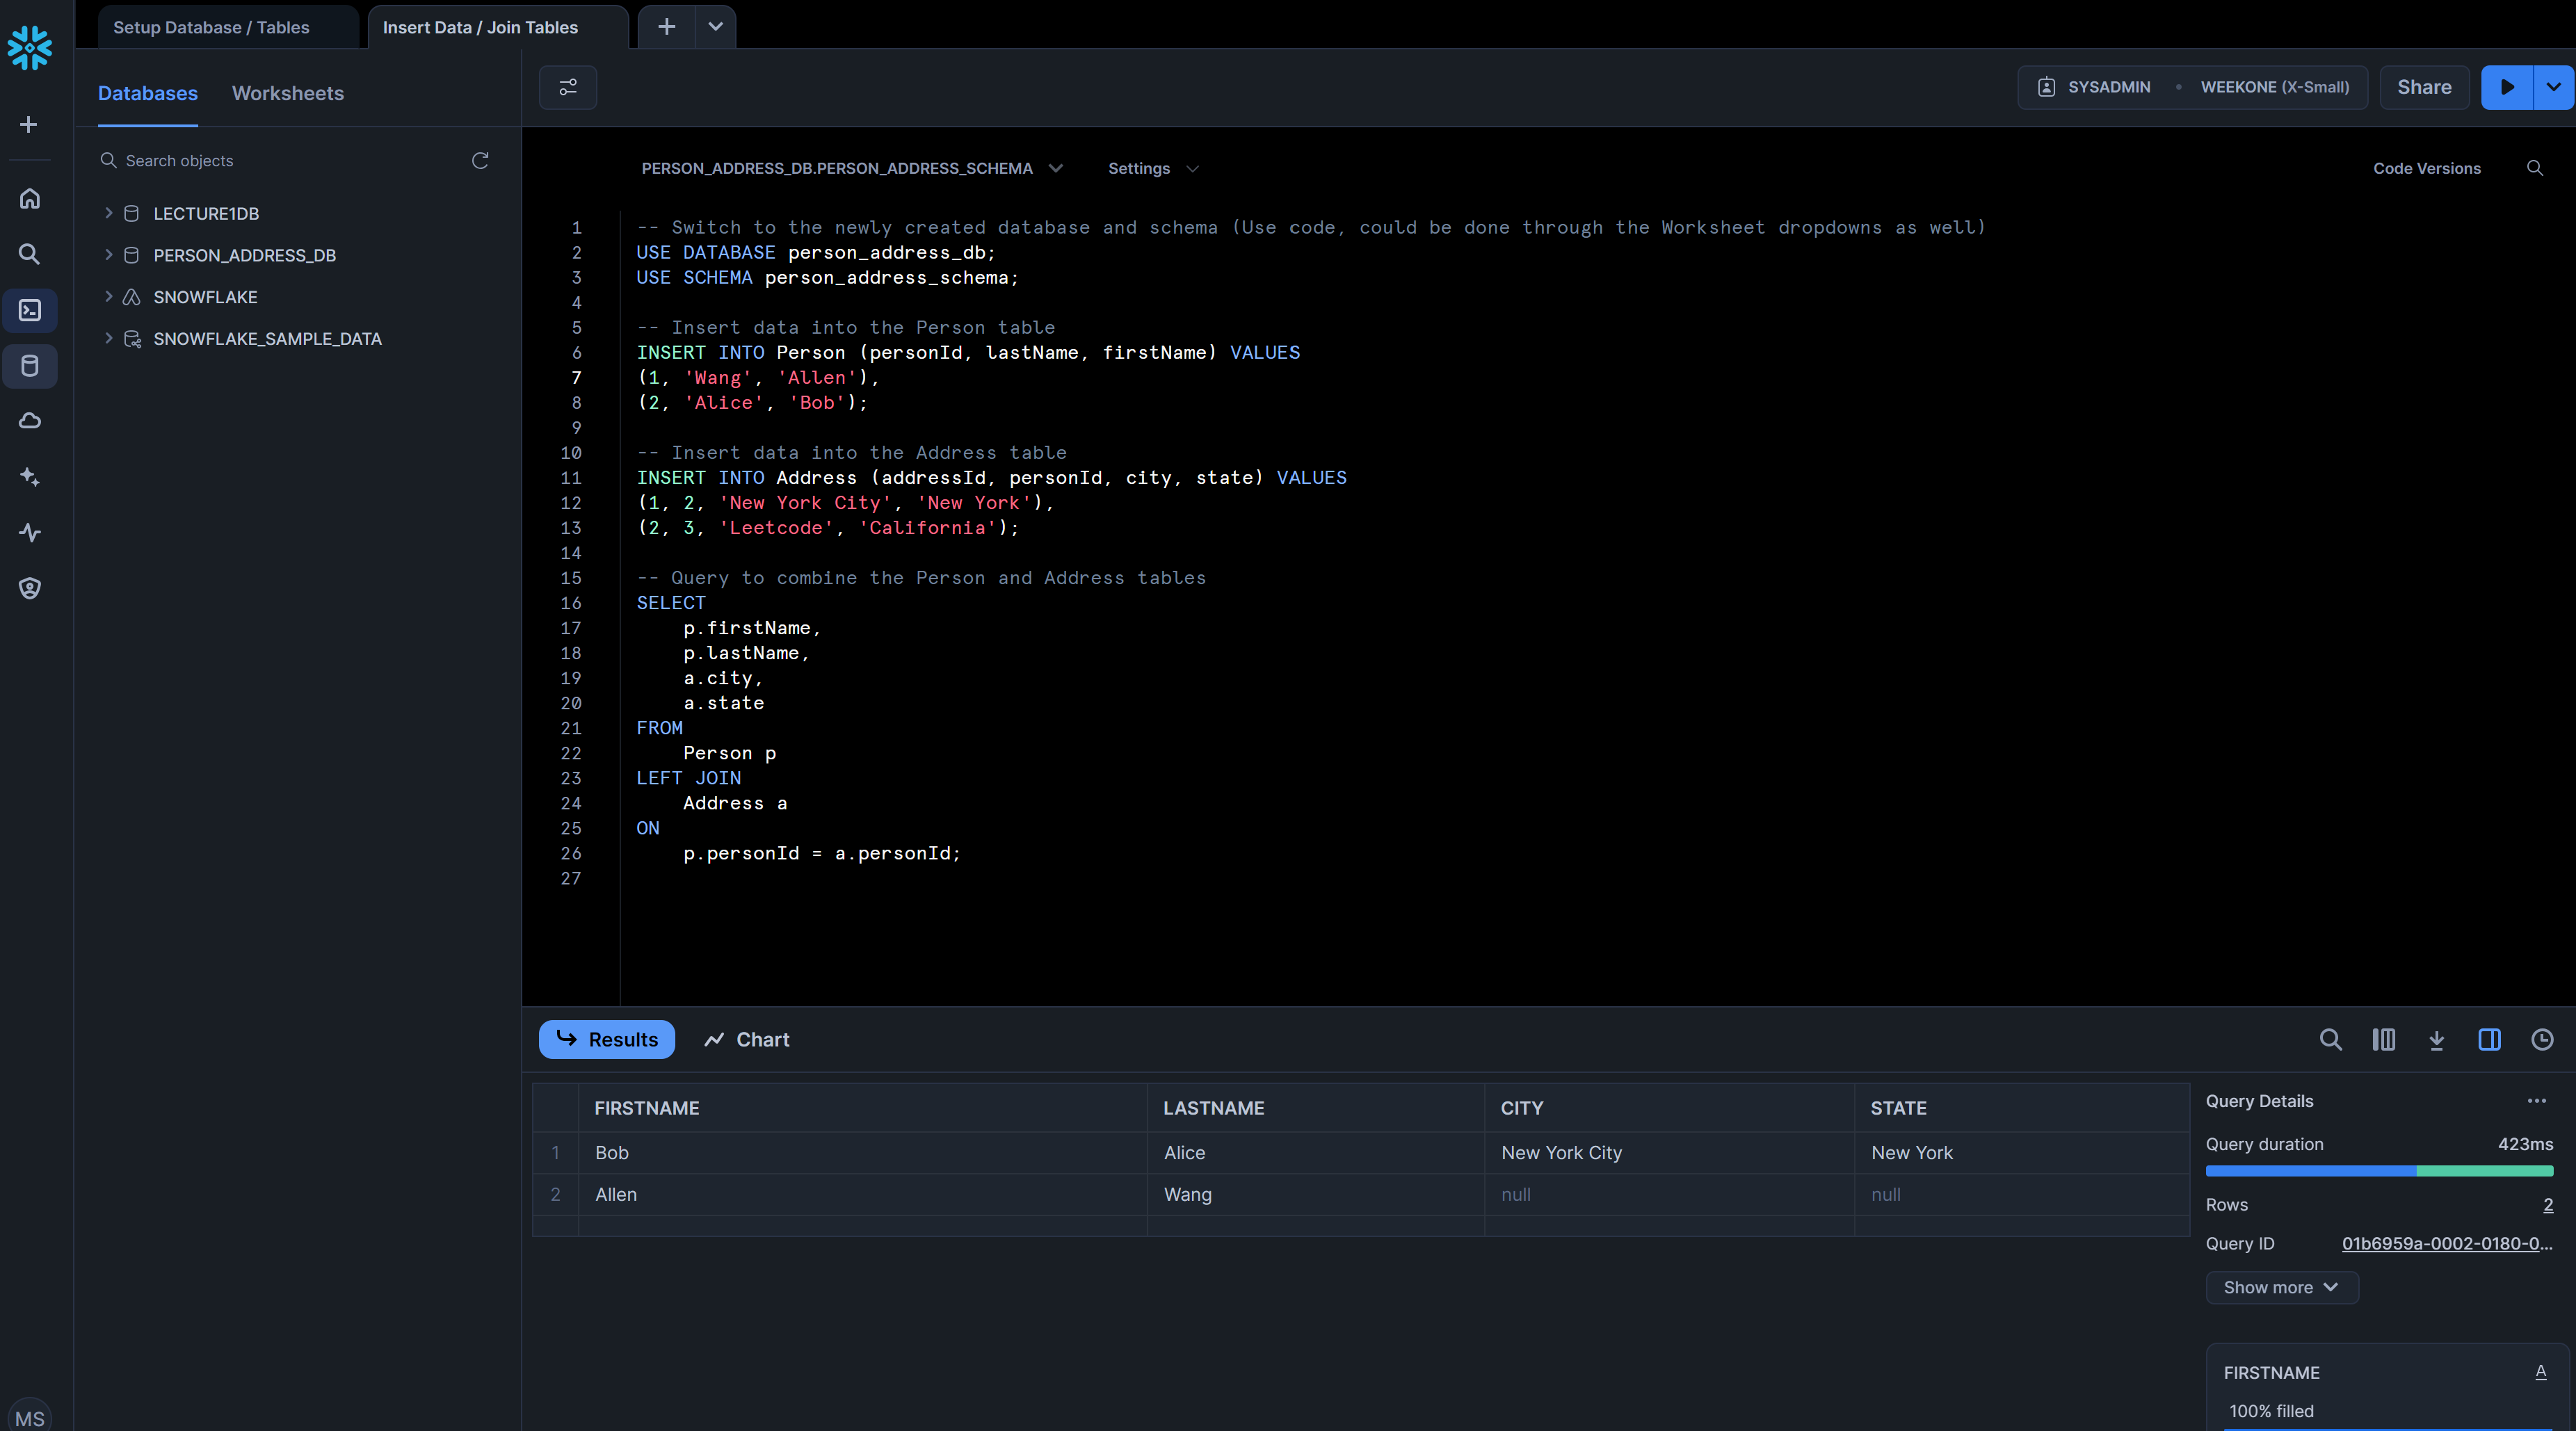 Setup Database / Tables
Insert Data / Join Tables
Databases
Worksheets
SYSADMIN • WEEKONE (X-Small)
Share
Search objects
LECTURE1DB
PERSON_ADDRESS_DB
SNOWFLAKE
SNOWFLAKE_SAMPLE_DATA
MS
PERSON_ADDRESS_DB.PERSON_ADDRESS_SCHEMA
Settings
Code Versions
1 -- Switch to the newly created database and schema (Use code, could be done through the Worksheet dropdowns as well)
2 USE DATABASE person_address_db;
3 USE SCHEMA person_address_schema;
4
5 -- Insert data into the Person table
6 INSERT INTO Person (personId, lastName, firstName) VALUES
7 (1, 'Wang', 'Allen'),
8 (2, 'Alice', 'Bob');
9
10 -- Insert data into the Address table
11 INSERT INTO Address (addressId, personId, city, state) VALUES
12 (1, 2, 'New York City', 'New York'),
13 (2, 3, 'Leetcode', 'California');
14
15 -- Query to combine the Person and Address tables
16 SELECT
17 p.firstName,
18 p.lastName,
19 a.city,
20 a.state
21 FROM
22 Person p
23 LEFT JOIN
24 Address a
25 ON
26 p.personId = a.personId;
27
Results
Chart
FIRSTNAME LASTNAME CITY STATE
1 Bob Alice New York City New York
2 Allen Wang null null
Query Details
...
Query duration 423ms
Rows 2
Query ID 01b6959a-0002-0180-0...
Show more
FIRSTNAME A
100% filled